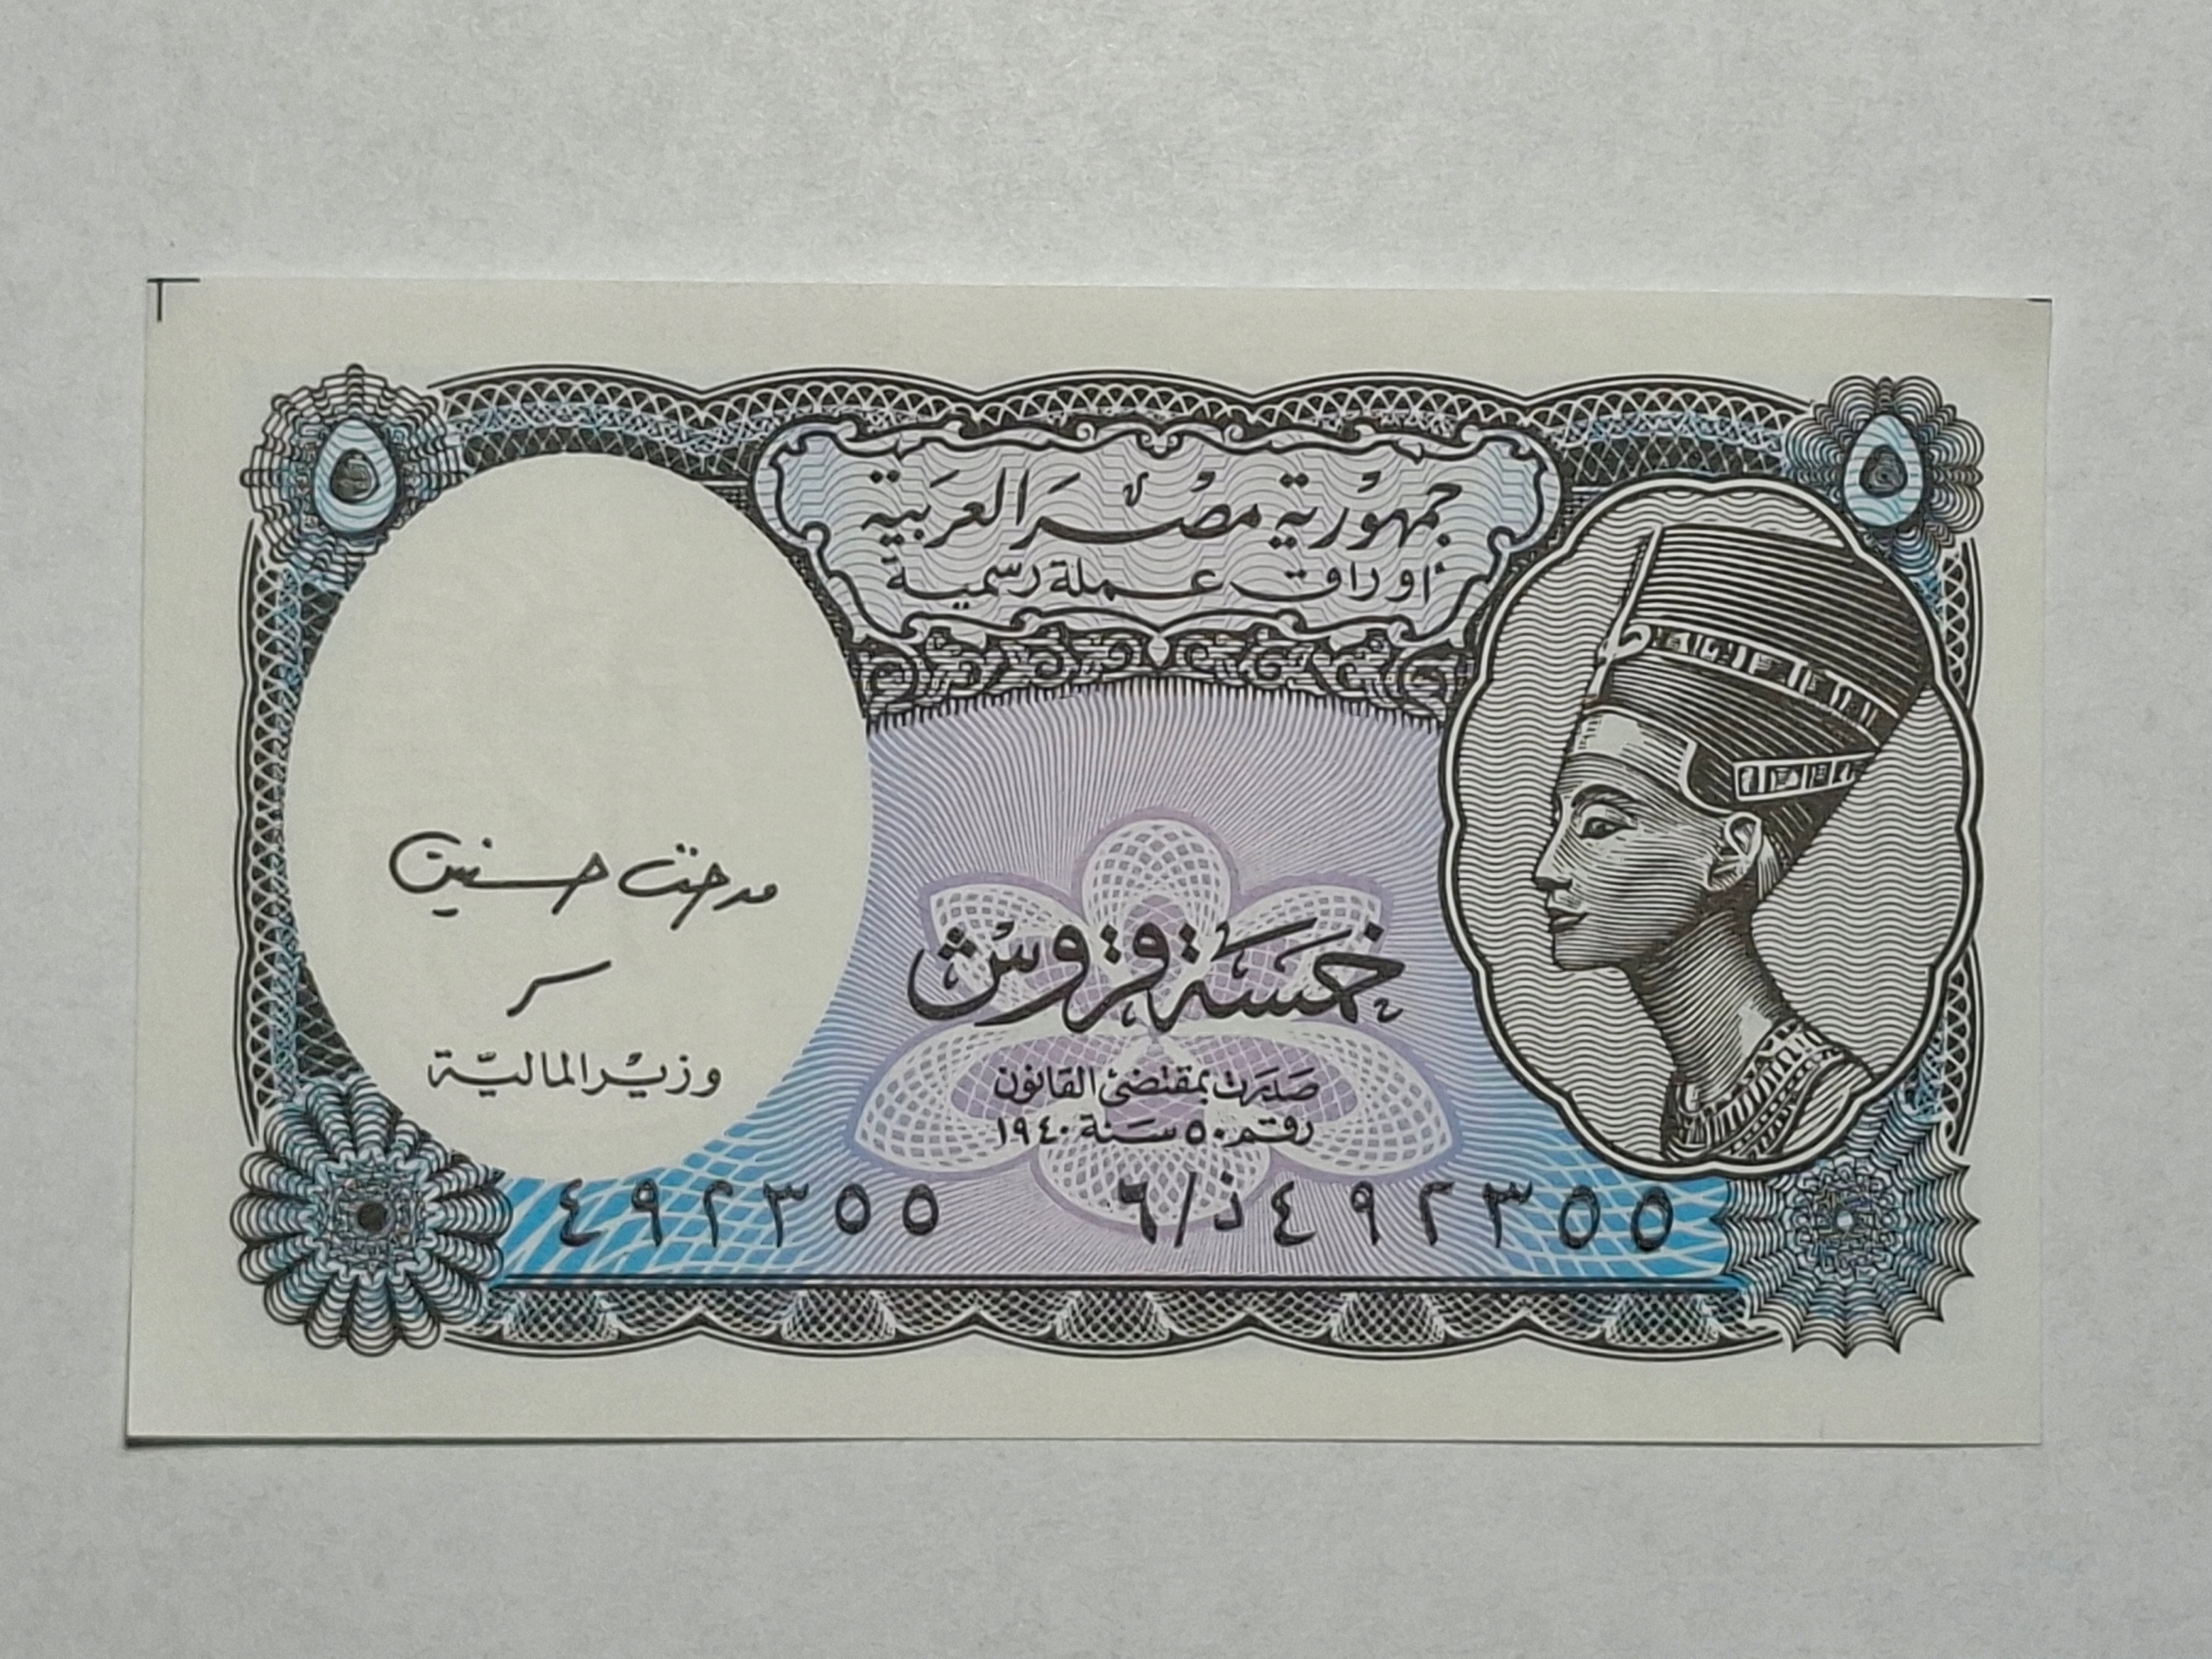 ٥
٥
جمهورية مصر العربية
أوراق عملة رسمية
مدحت حسنين
وزير المالية
خمسة قروش
صدرت بمقتضى القانون
رقم ٥٠ سنة ١٩٤٠
٤٩٢٣٥٥
٦/ذ ٤٩٢٣٥٥